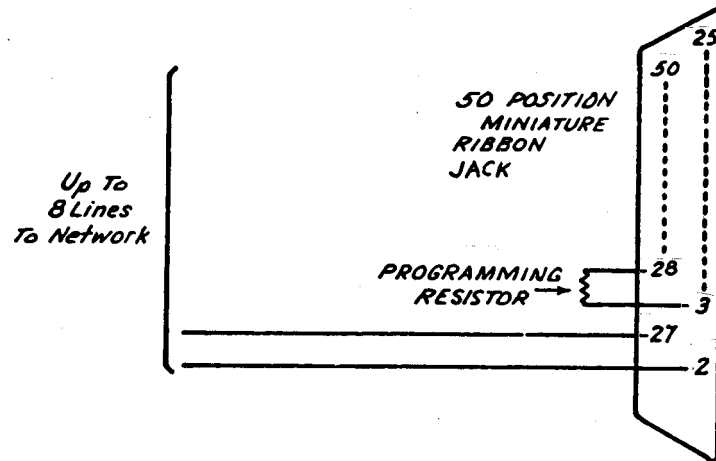 25
50
50 POSITION
MINIATURE
RIBBON
JACK
Up To
8 Lines
To Network
PROGRAMMING
RESISTOR
28
3
27
2